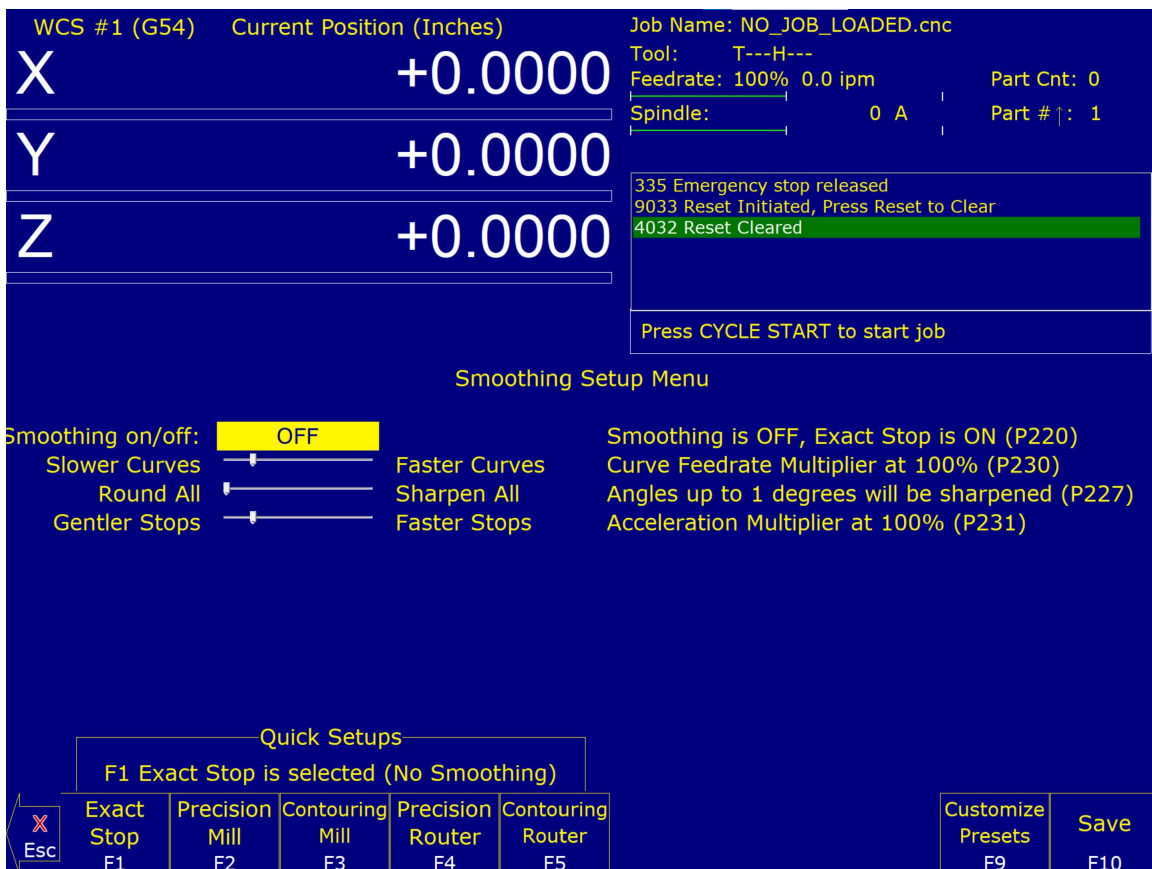 WCS #1 (G54) Current Position (Inches)
X +0.0000
Y +0.0000
Z +0.0000
Job Name: NO_JOB_LOADED.cnc
Tool: T---H---
Feedrate: 100% 0.0 ipm Part Cnt: 0
Spindle: 0 A Part #↑: 1
335 Emergency stop released
9033 Reset Initiated, Press Reset to Clear
4032 Reset Cleared
Press CYCLE START to start job
Smoothing Setup Menu
Smoothing on/off: OFF Smoothing is OFF, Exact Stop is ON (P220)
Slower Curves Faster Curves Curve Feedrate Multiplier at 100% (P230)
Round All Sharpen All Angles up to 1 degrees will be sharpened (P227)
Gentler Stops Faster Stops Acceleration Multiplier at 100% (P231)
Quick Setups
F1 Exact Stop is selected (No Smoothing)
X
Esc
Exact
Stop
F1
Precision
Mill
F2
Contouring
Mill
F3
Precision
Router
F4
Contouring
Router
F5
Customize
Presets
F9
Save
F10